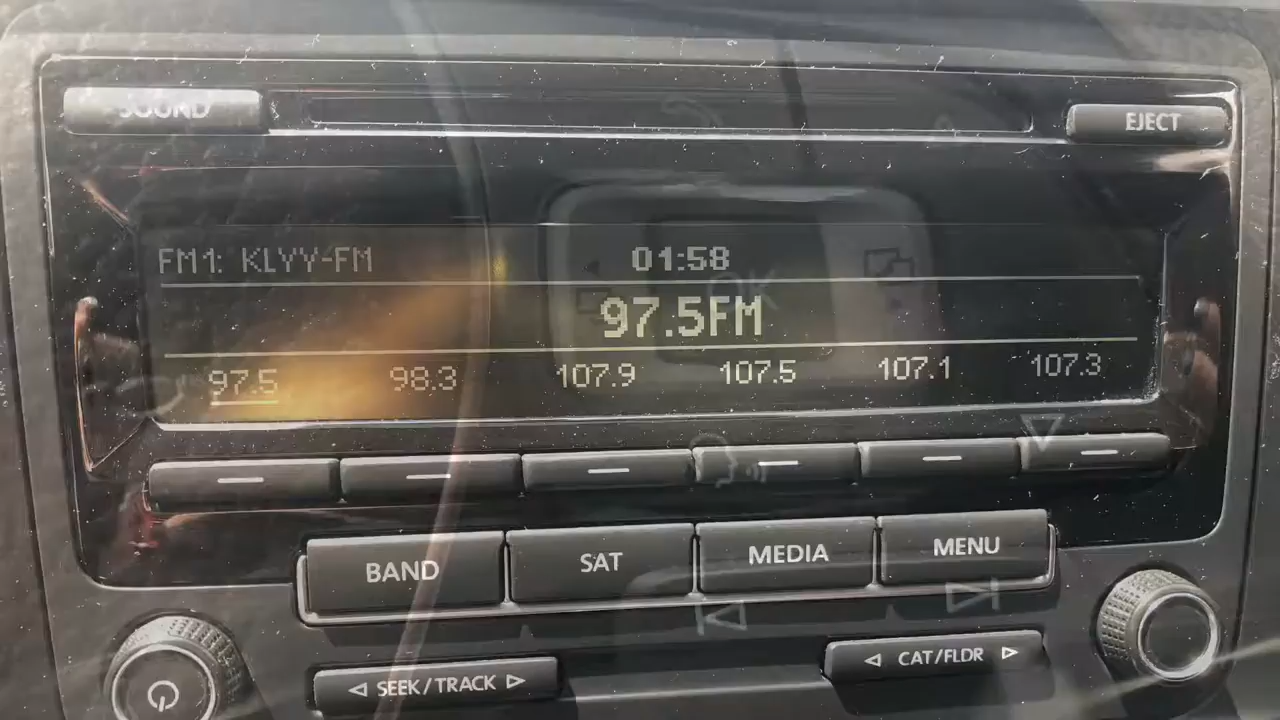 SOUND
EJECT
FM1: KLYY-FM 01:58
97.5FM
97.5 98.3 107.9 107.5 107.1 107.3
OK
BAND SAT MEDIA MENU
SEEK/TRACK CAT/FLDR